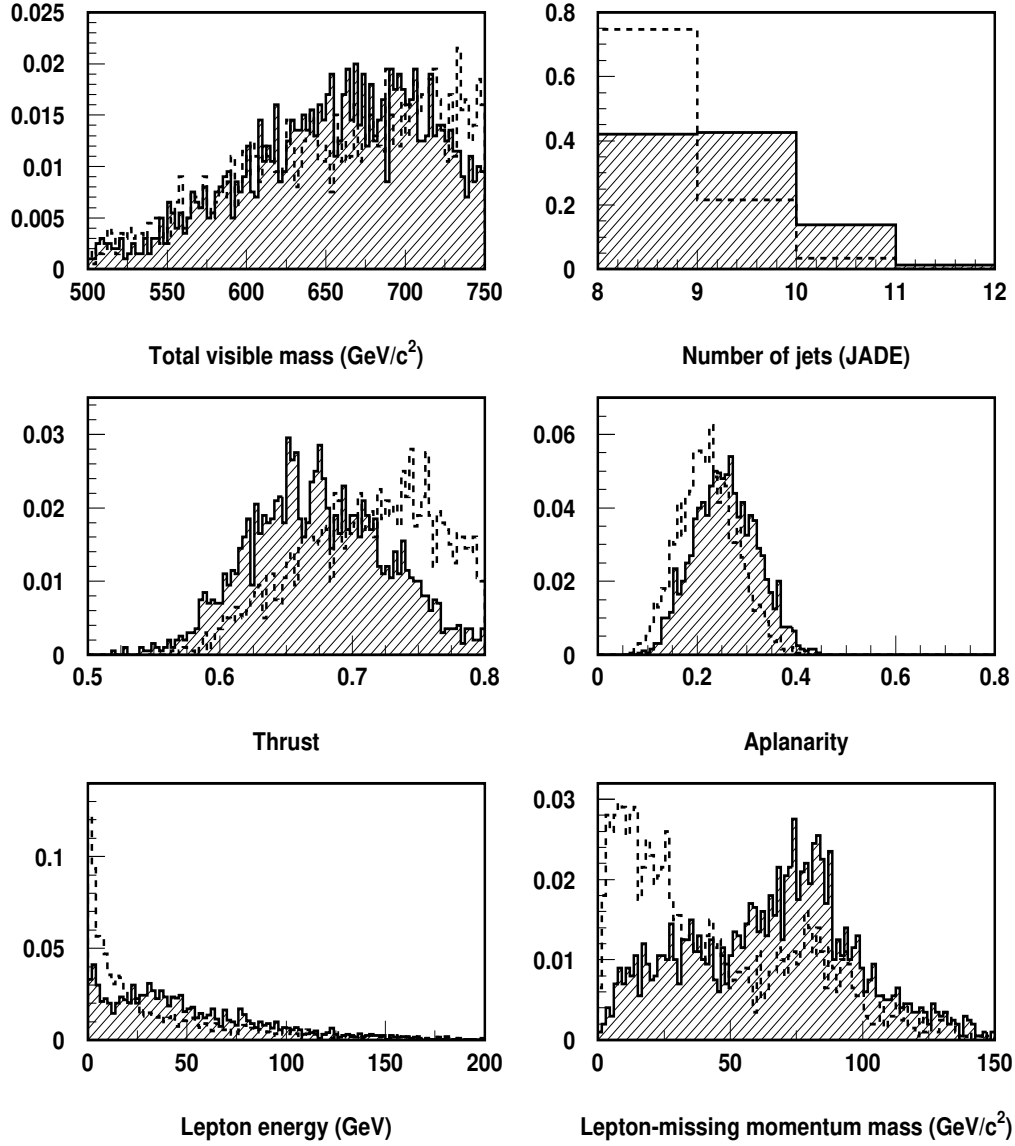 0.025
0.02
0.015
0.01
0.005
0
500 550 600 650 700 750
Total visible mass (GeV/c²)
0.8
0.6
0.4
0.2
0
8 9 10 11 12
Number of jets (JADE)
0.03
0.02
0.01
0
0.5 0.6 0.7 0.8
Thrust
0.06
0.04
0.02
0
0 0.2 0.4 0.6 0.8
Aplanarity
0.1
0.05
0
0 50 100 150 200
Lepton energy (GeV)
0.03
0.02
0.01
0
0 50 100 150
Lepton-missing momentum mass (GeV/c²)